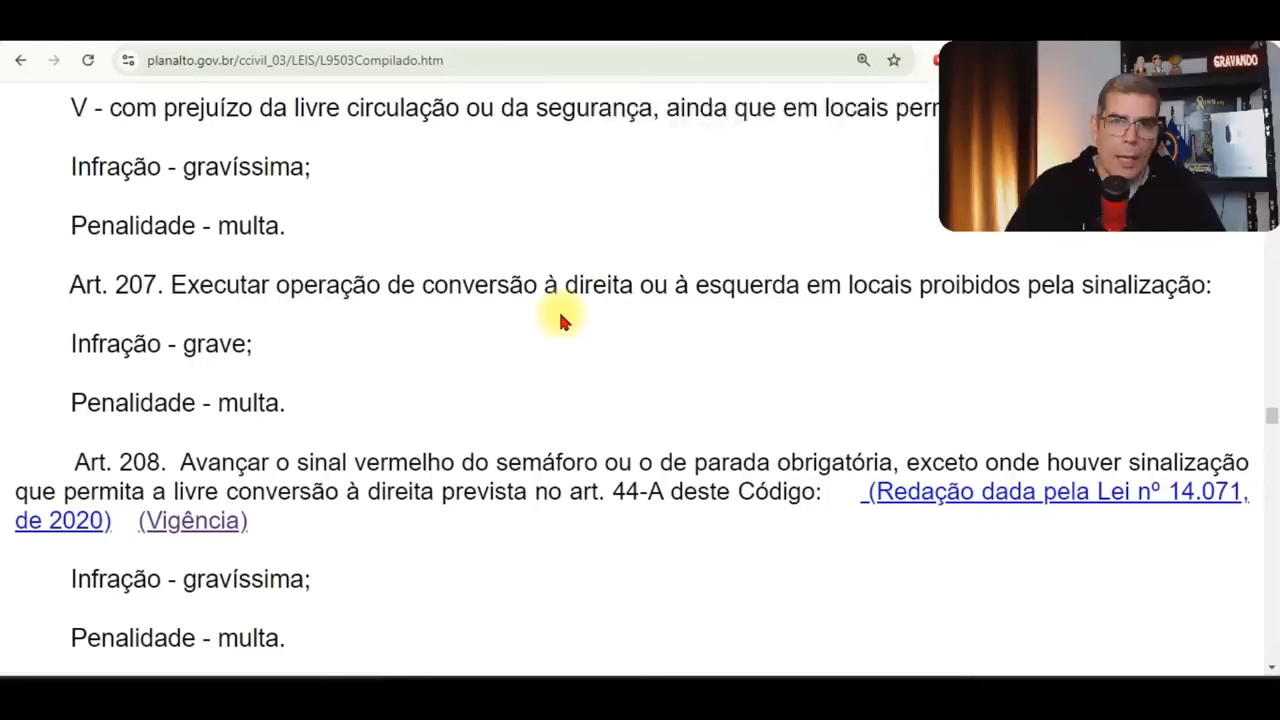 planalto.gov.br/ccivil_03/LEIS/L9503Compilado.htm
GRAVANDO
V - com prejuízo da livre circulação ou da segurança, ainda que em locais
Infração - gravíssima;
Penalidade - multa.
Art. 207. Executar operação de conversão à direita ou à esquerda em locais proibidos pela sinalização:
Infração - grave;
Penalidade - multa.
Art. 208. Avançar o sinal vermelho do semáforo ou o de parada obrigatória, exceto onde houver sinalização
que permita a livre conversão à direita prevista no art. 44-A deste Código: (Redação dada pela Lei nº 14.071,
de 2020) (Vigência)
Infração - gravíssima;
Penalidade - multa.